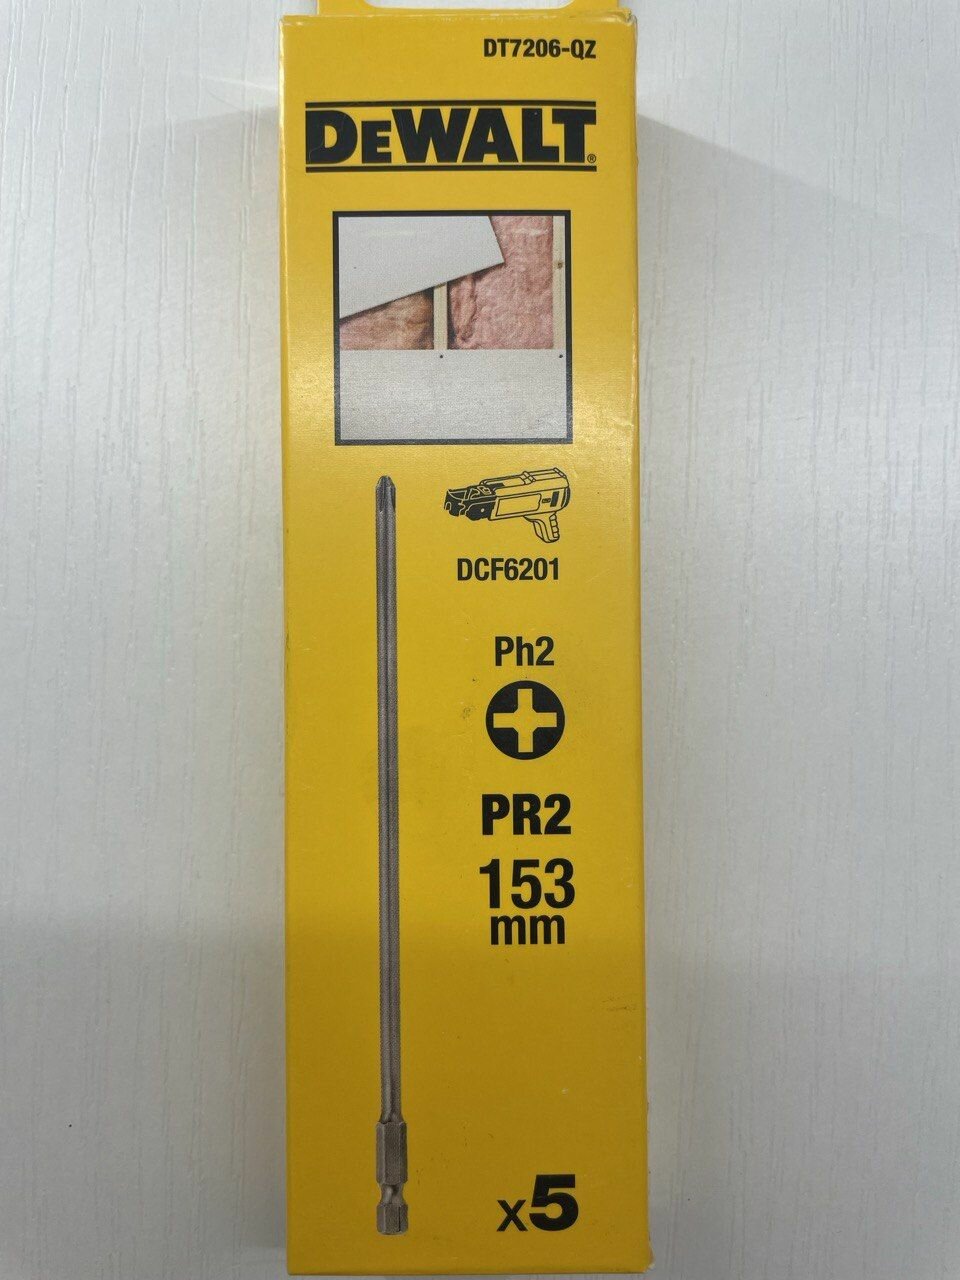 DT7206-QZ
DEWALT®
DCF6201
Ph2
PR2
153
mm
x5